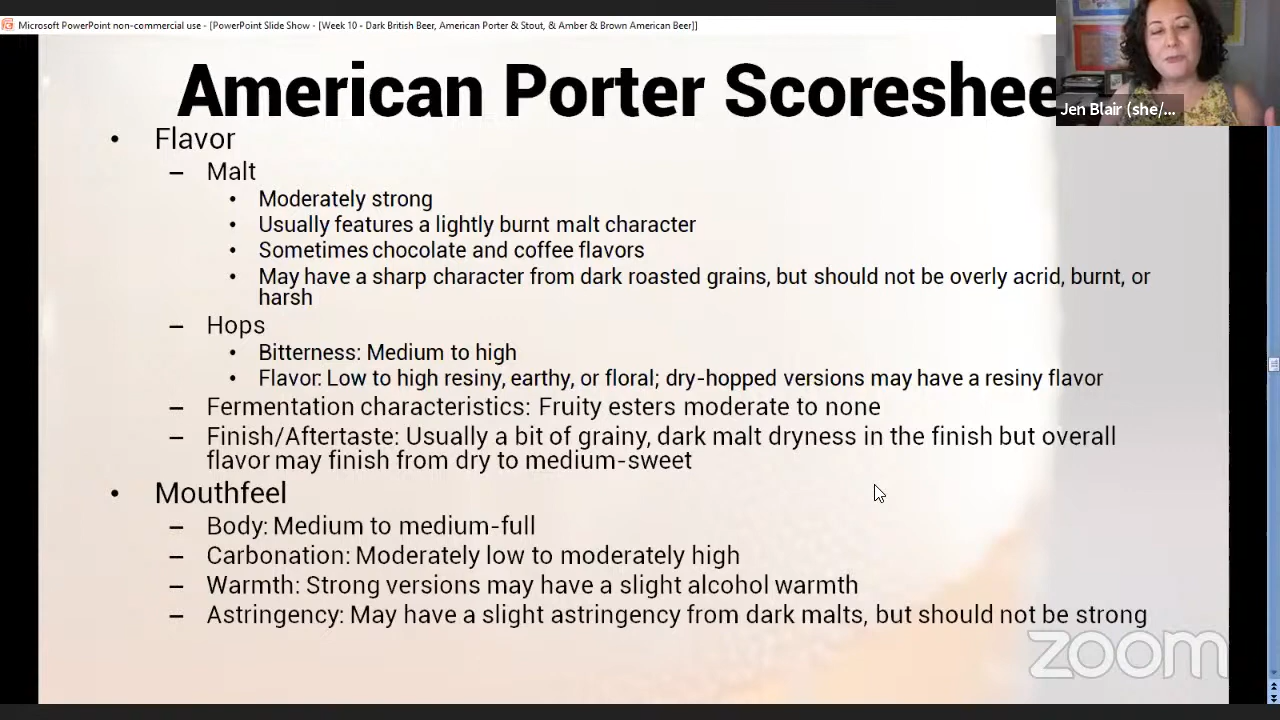 Microsoft PowerPoint non-commercial use - [PowerPoint Slide Show - [Week 10 - Dark British Beer, American Porter & Stout, & Amber & Brown American Beer]]
American Porter Scoreshee
Jen Blair (she/...
• Flavor
– Malt
• Moderately strong
• Usually features a lightly burnt malt character
• Sometimes chocolate and coffee flavors
• May have a sharp character from dark roasted grains, but should not be overly acrid, burnt, or
harsh
– Hops
• Bitterness: Medium to high
• Flavor: Low to high resiny, earthy, or floral; dry-hopped versions may have a resiny flavor
– Fermentation characteristics: Fruity esters moderate to none
– Finish/Aftertaste: Usually a bit of grainy, dark malt dryness in the finish but overall
flavor may finish from dry to medium-sweet
• Mouthfeel
– Body: Medium to medium-full
– Carbonation: Moderately low to moderately high
– Warmth: Strong versions may have a slight alcohol warmth
– Astringency: May have a slight astringency from dark malts, but should not be strong
zoom